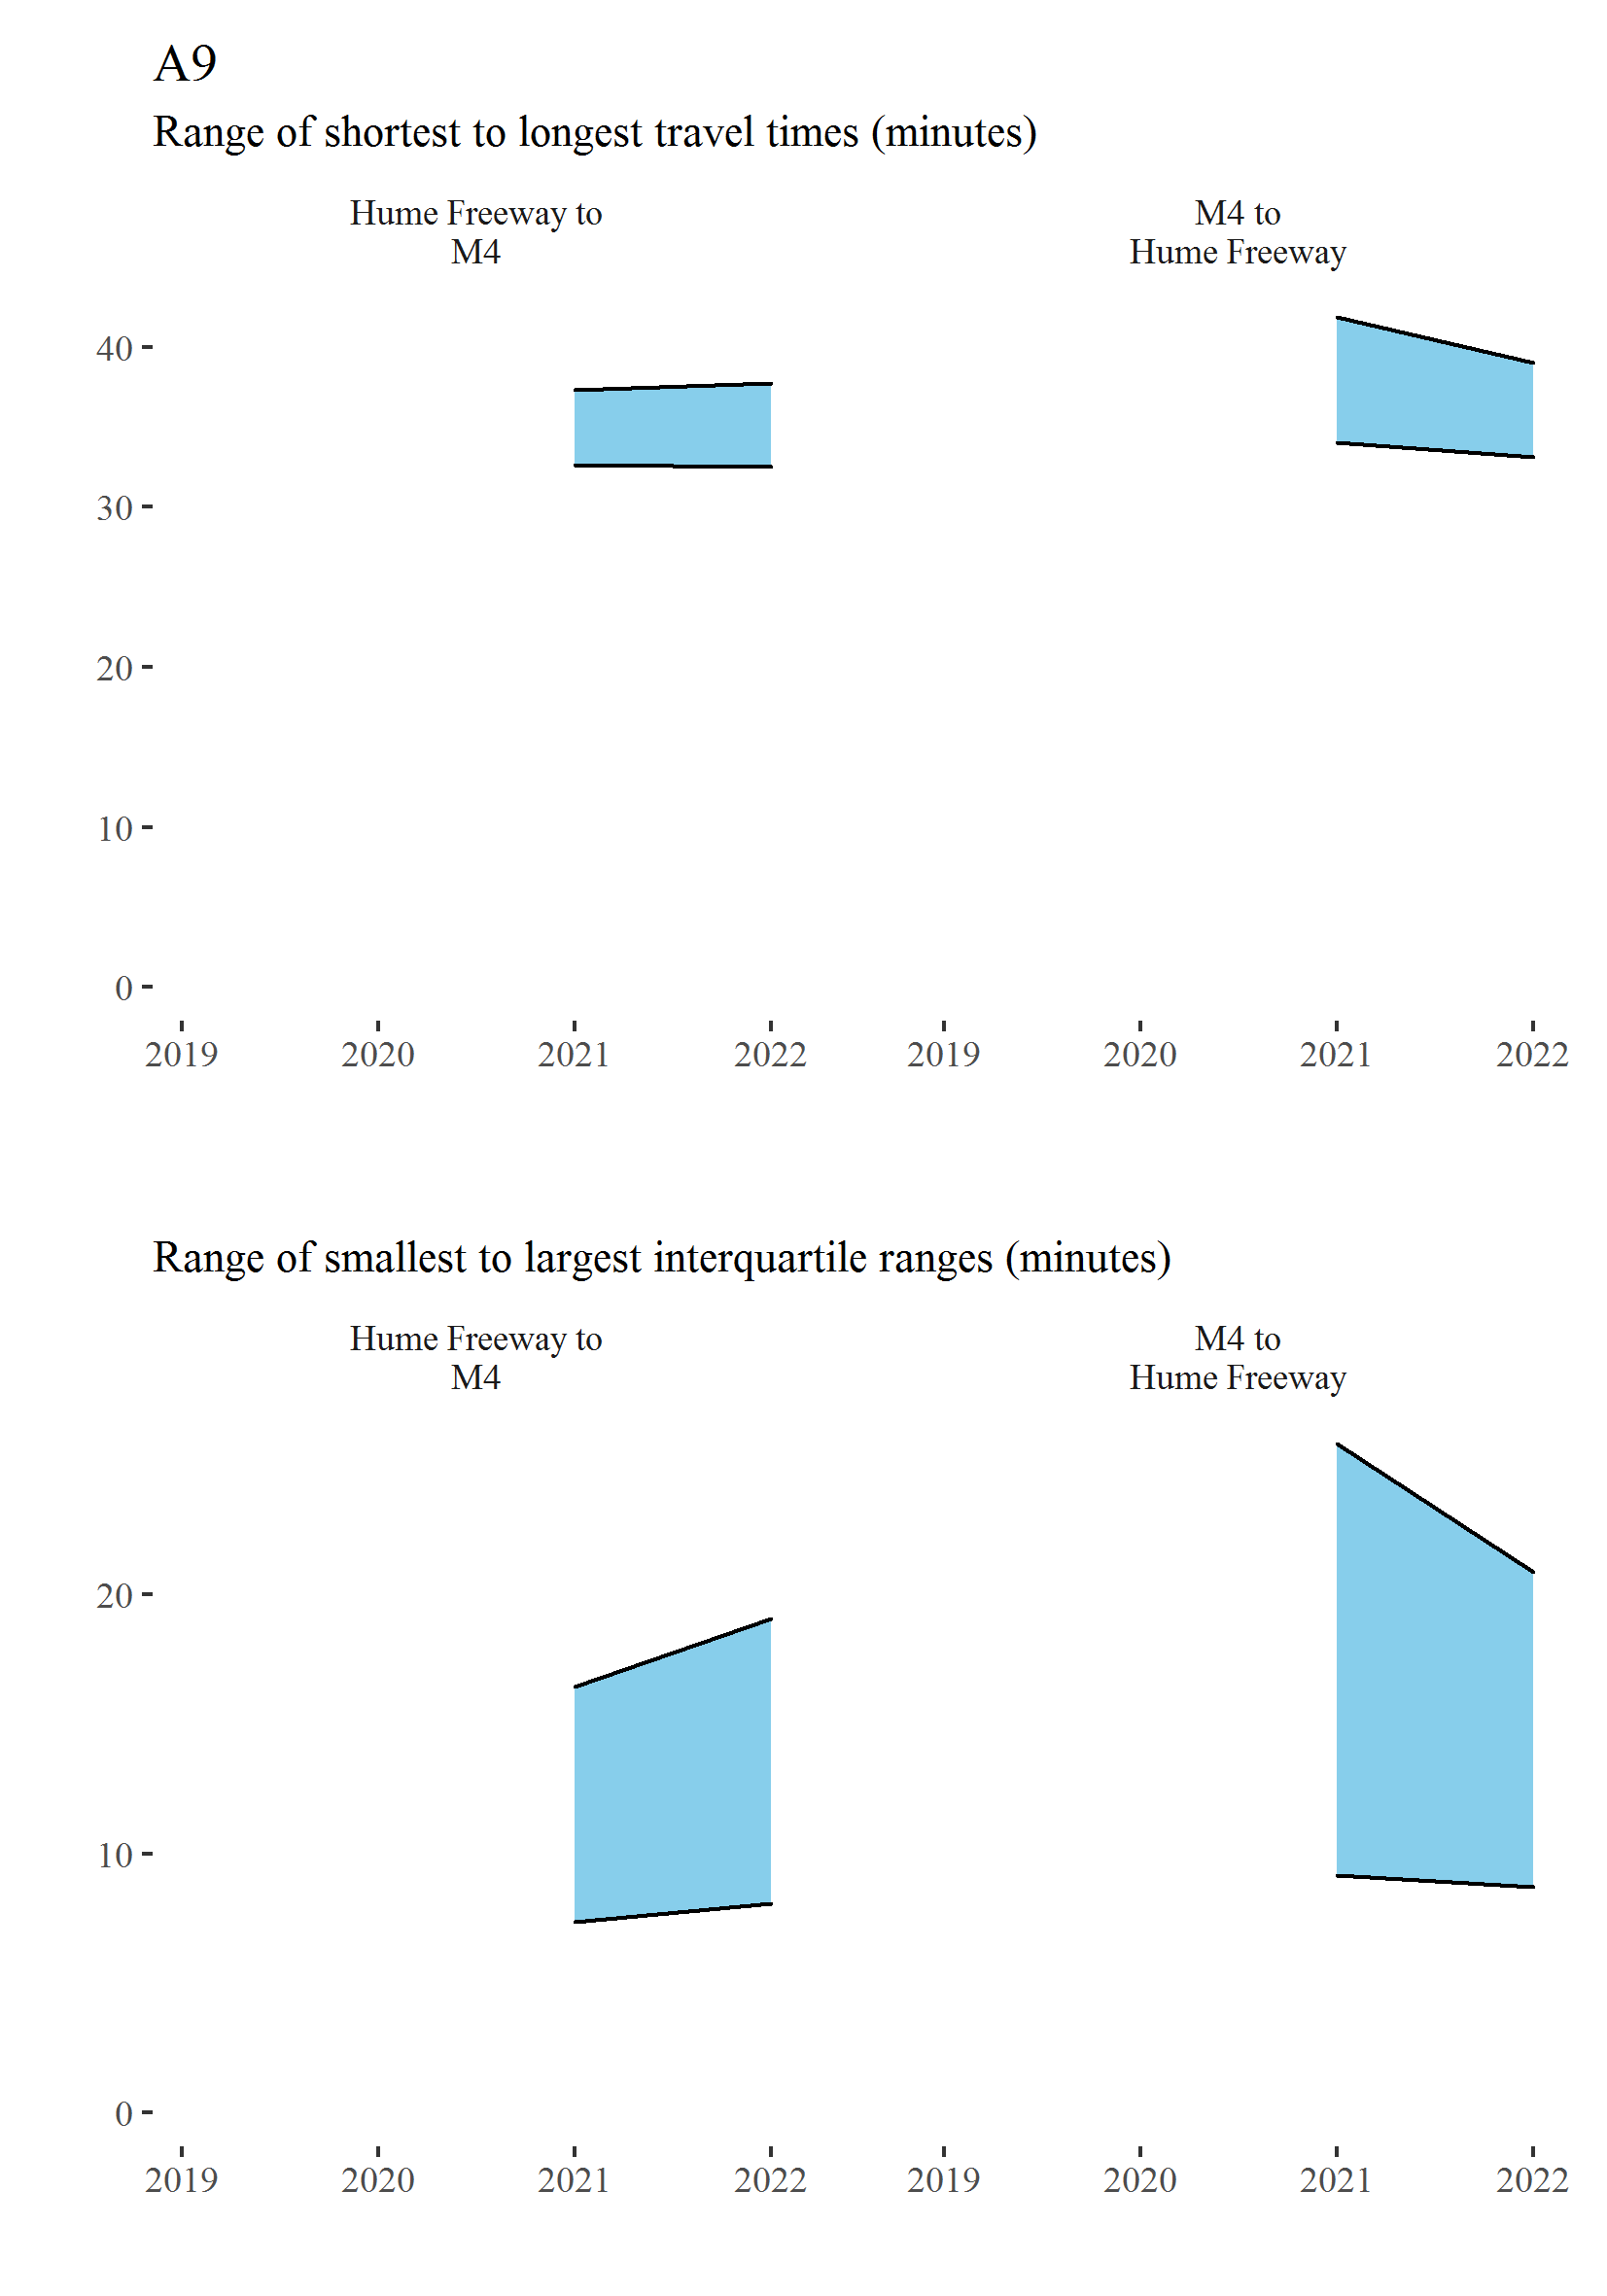 A9
Range of shortest to longest travel times (minutes)
Hume Freeway to
M4
M4 to
Hume Freeway
40
30
20
10
0
2019 2020 2021 2022 2019 2020 2021 2022
Range of smallest to largest interquartile ranges (minutes)
Hume Freeway to
M4
M4 to
Hume Freeway
20
10
0
2019 2020 2021 2022 2019 2020 2021 2022